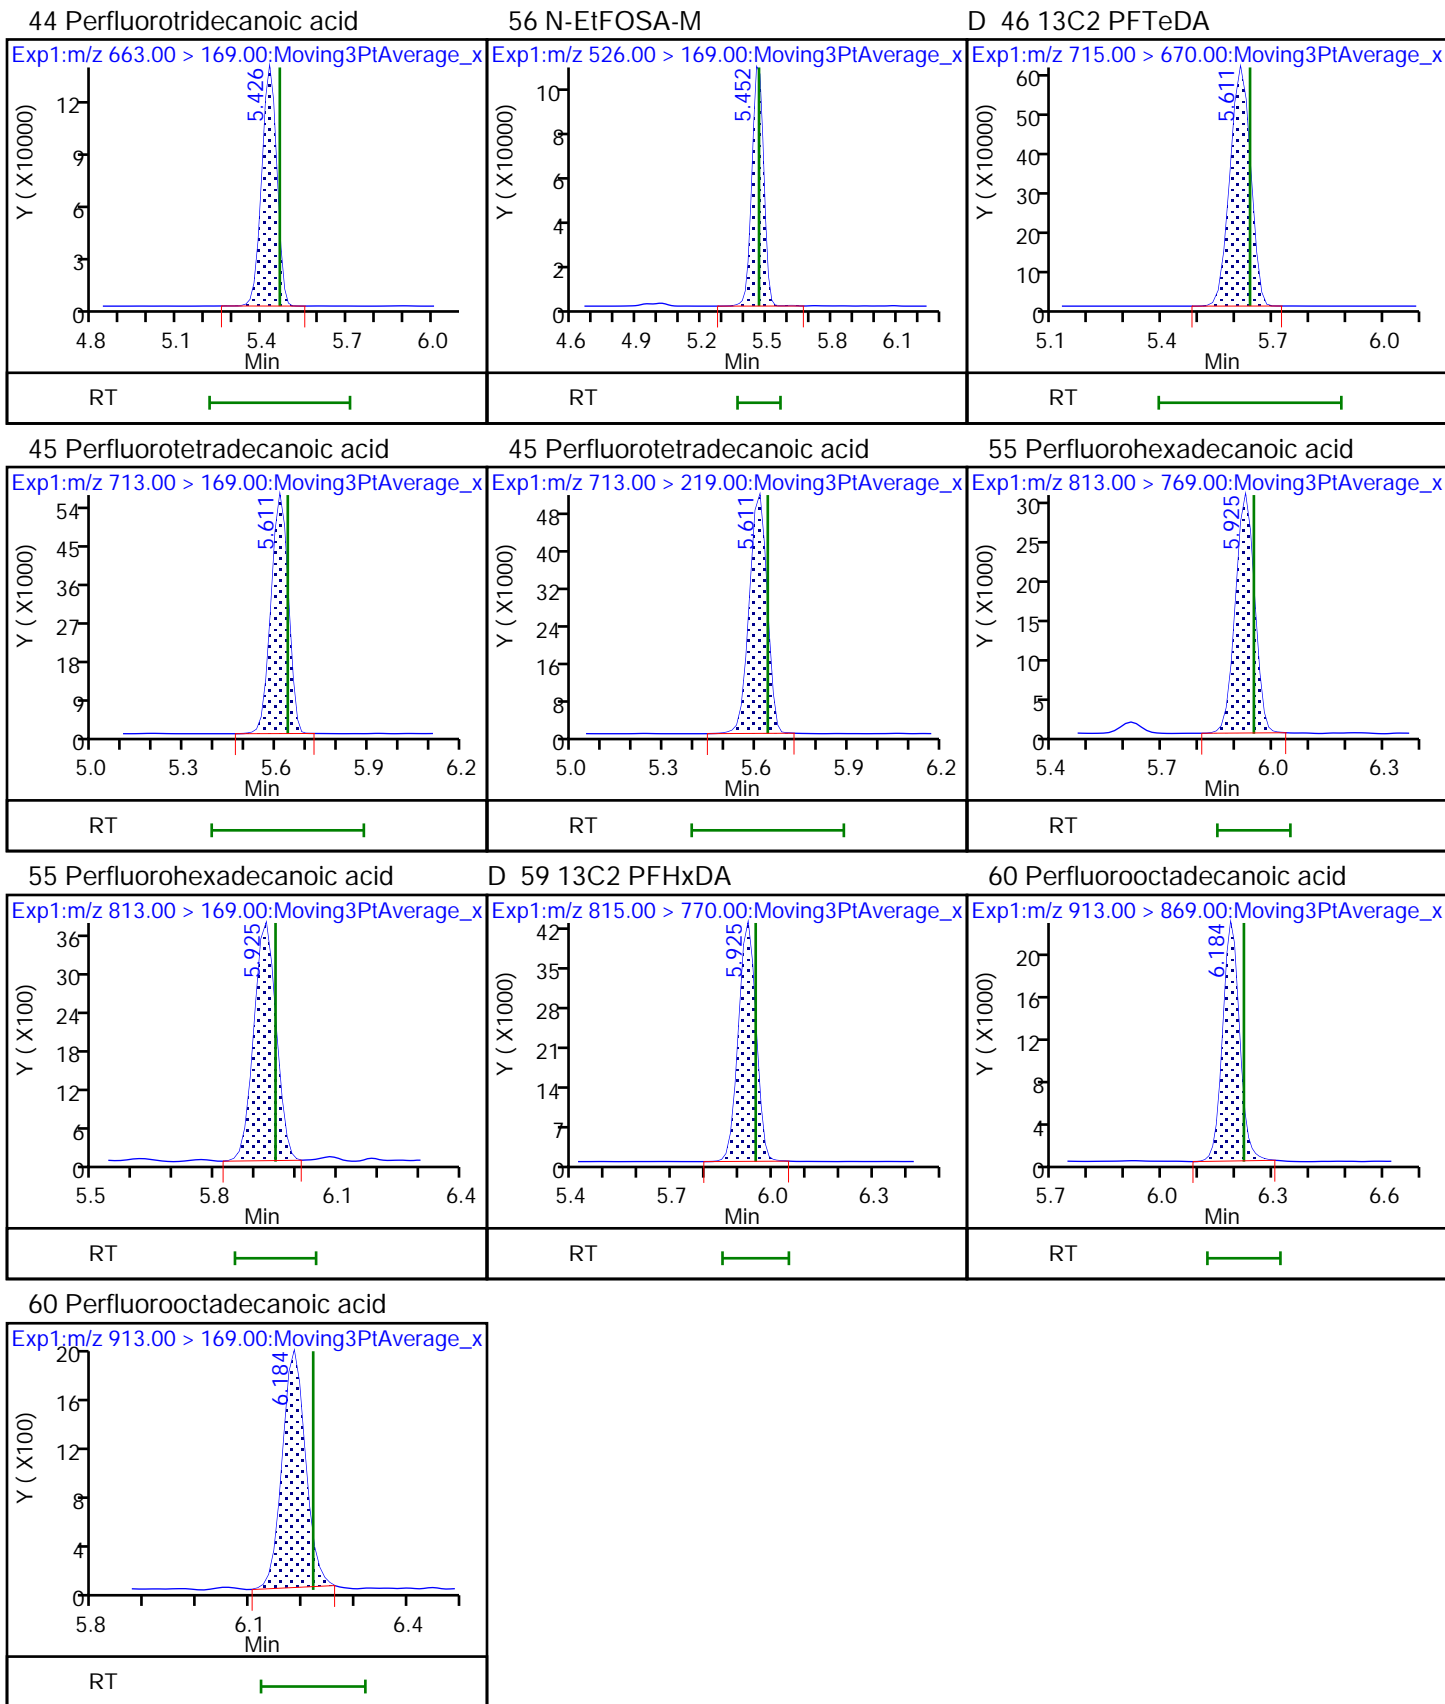 44 Perfluorotridecanoic acid
Exp1:m/z 663.00 > 169.00:Moving3PtAverage_x
5.426
Y ( X10000)
12
9
6
3
0
4.8 5.1 5.4 5.7 6.0
Min
RT
56 N-EtFOSA-M
Exp1:m/z 526.00 > 169.00:Moving3PtAverage_x
5.452
Y ( X10000)
10
8
6
4
2
0
4.6 4.9 5.2 5.5 5.8 6.1
Min
RT
D 46 13C2 PFTeDA
Exp1:m/z 715.00 > 670.00:Moving3PtAverage_x
5.611
Y ( X10000)
60
50
40
30
20
10
0
5.1 5.4 5.7 6.0
Min
RT
45 Perfluorotetradecanoic acid
Exp1:m/z 713.00 > 169.00:Moving3PtAverage_x
5.611
Y ( X1000)
54
45
36
27
18
9
0
5.0 5.3 5.6 5.9 6.2
Min
RT
45 Perfluorotetradecanoic acid
Exp1:m/z 713.00 > 219.00:Moving3PtAverage_x
5.611
Y ( X1000)
48
40
32
24
16
8
0
5.0 5.3 5.6 5.9 6.2
Min
RT
55 Perfluorohexadecanoic acid
Exp1:m/z 813.00 > 769.00:Moving3PtAverage_x
5.925
Y ( X1000)
30
25
20
15
10
5
0
5.4 5.7 6.0 6.3
Min
RT
55 Perfluorohexadecanoic acid
Exp1:m/z 813.00 > 169.00:Moving3PtAverage_x
5.925
Y ( X100)
36
30
24
18
12
6
0
5.5 5.8 6.1 6.4
Min
RT
D 59 13C2 PFHxDA
Exp1:m/z 815.00 > 770.00:Moving3PtAverage_x
5.925
Y ( X1000)
42
35
28
21
14
7
0
5.4 5.7 6.0 6.3
Min
RT
60 Perfluorooctadecanoic acid
Exp1:m/z 913.00 > 869.00:Moving3PtAverage_x
6.184
Y ( X1000)
20
16
12
8
4
0
5.7 6.0 6.3 6.6
Min
RT
60 Perfluorooctadecanoic acid
Exp1:m/z 913.00 > 169.00:Moving3PtAverage_x
6.184
Y ( X100)
20
16
12
8
4
0
5.8 6.1 6.4
Min
RT